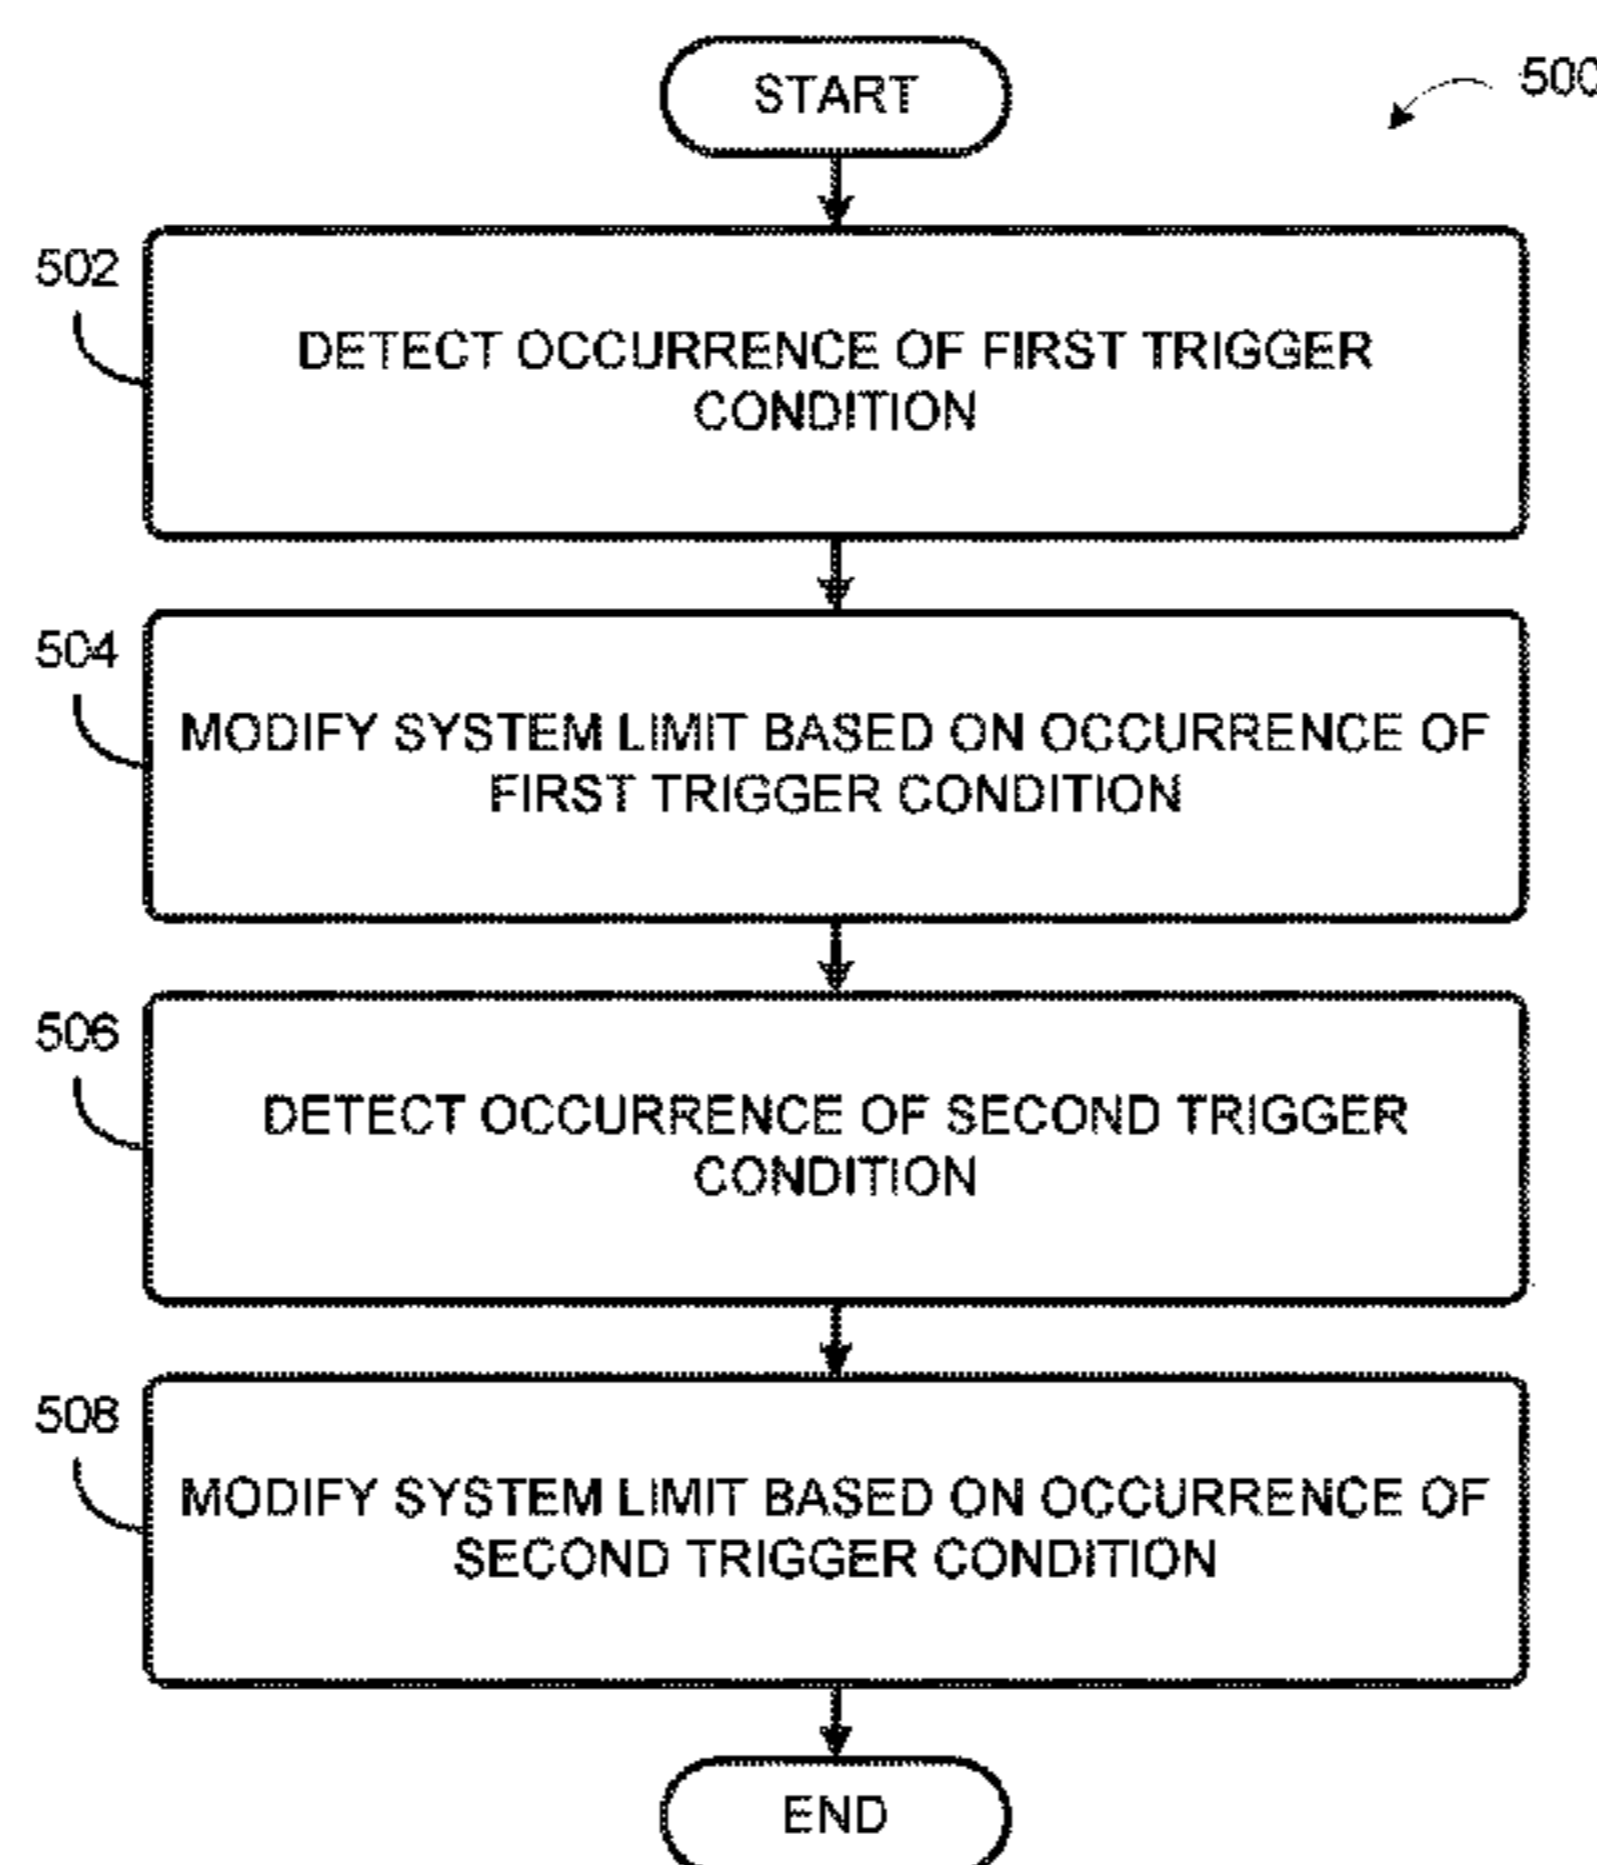 START
500
502
DETECT OCCURRENCE OF FIRST TRIGGER
CONDITION
504
MODIFY SYSTEM LIMIT BASED ON OCCURRENCE OF
FIRST TRIGGER CONDITION
506
DETECT OCCURRENCE OF SECOND TRIGGER
CONDITION
508
MODIFY SYSTEM LIMIT BASED ON OCCURRENCE OF
SECOND TRIGGER CONDITION
END